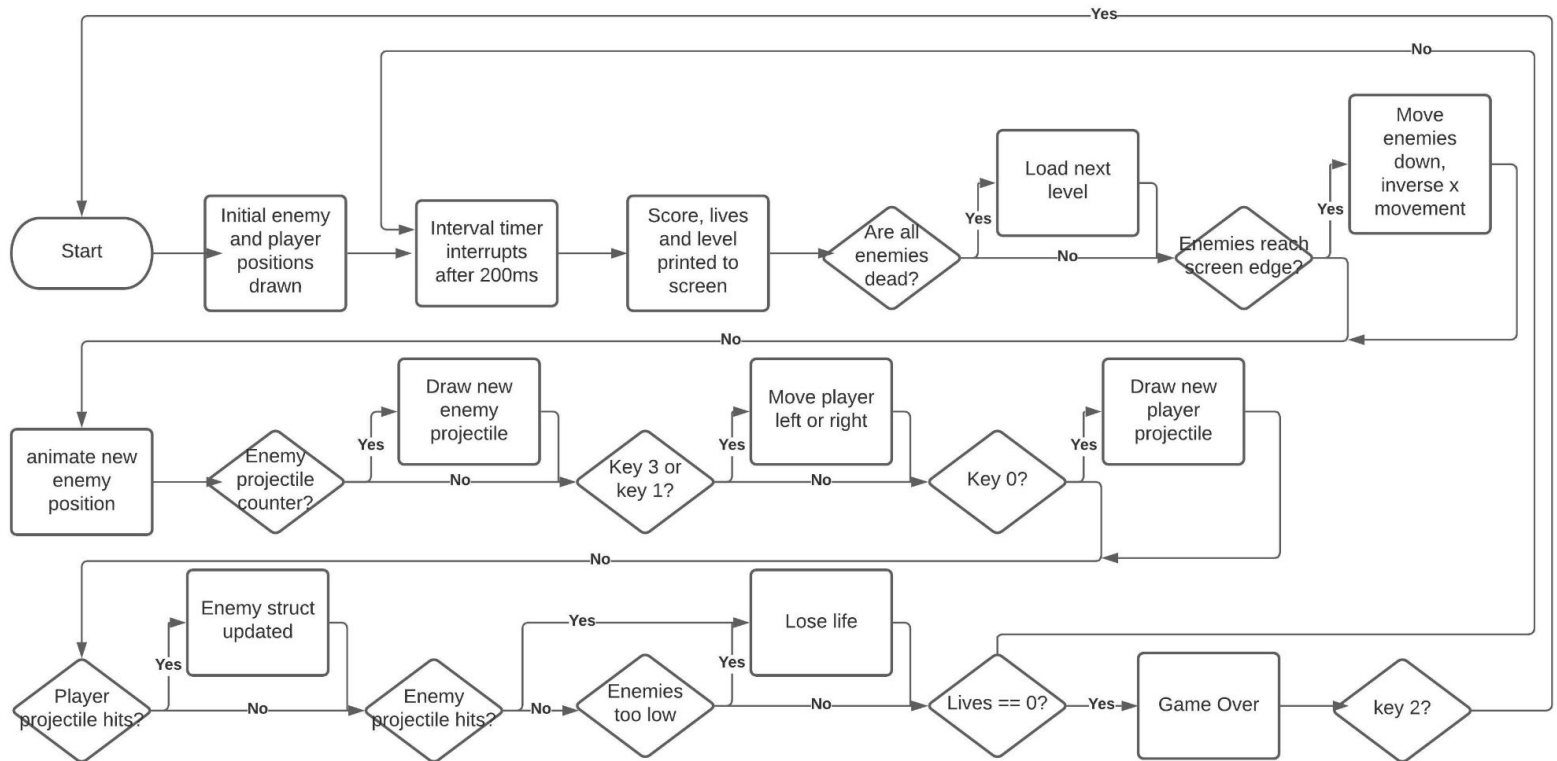 Yes
No
Move
enemies
down,
inverse x
movement
Load next
level
Yes
Yes
Start
Initial enemy
and player
positions
drawn
Interval timer
interrupts
after 200ms
Score, lives
and level
printed to
screen
Are all
enemies
dead?
No
Enemies reach
screen edge?
No
Draw new
enemy
projectile
Move player
left or right
Draw new
player
projectile
Yes
Yes
Yes
animate new
enemy
position
Enemy
projectile
counter?
No
Key 3 or
key 1?
No
Key 0?
No
Enemy struct
updated
Yes
Lose life
Yes
Yes
Player
projectile hits?
No
Enemy
projectile hits?
No
Enemies
too low
No
Lives == 0?
Yes
Game Over
key 2?